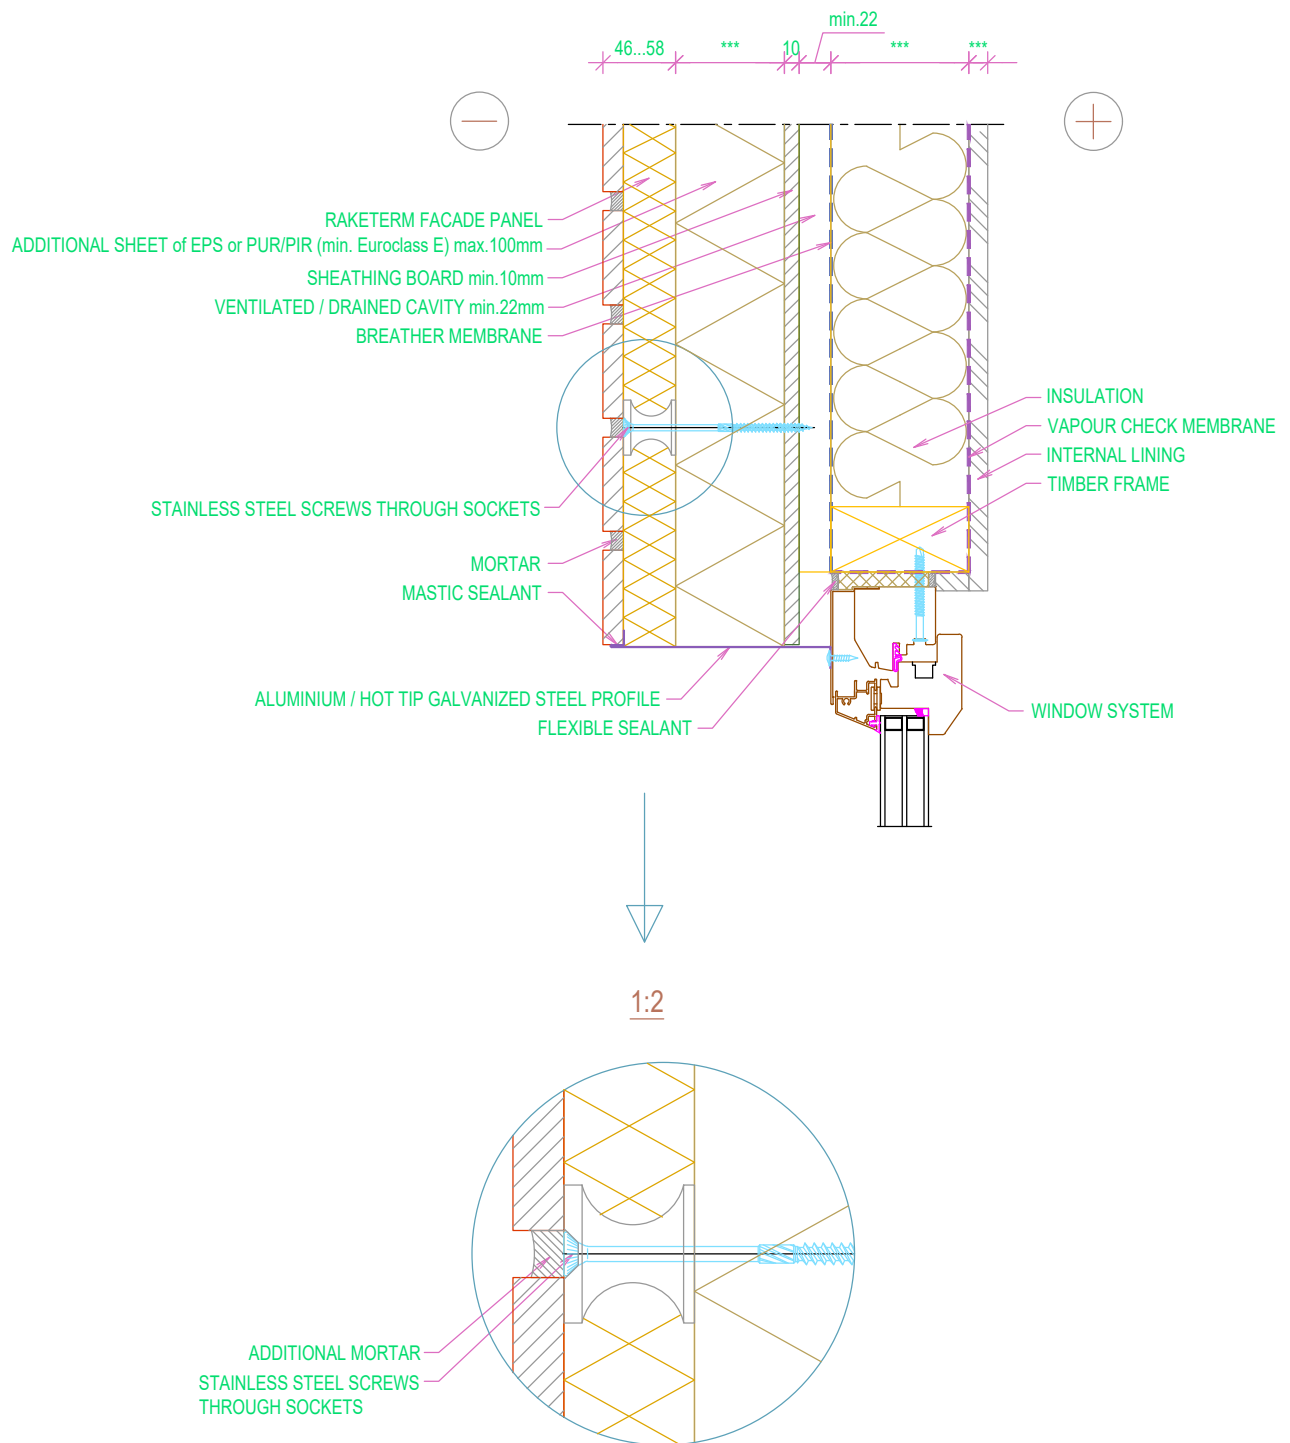 min.22
46...58
***
10
***
***
RAKETERM FACADE PANEL
ADDITIONAL SHEET of EPS or PUR/PIR (min. Euroclass E) max.100mm
SHEATHING BOARD min.10mm
VENTILATED / DRAINED CAVITY min.22mm
BREATHER MEMBRANE
INSULATION
VAPOUR CHECK MEMBRANE
INTERNAL LINING
TIMBER FRAME
STAINLESS STEEL SCREWS THROUGH SOCKETS
MORTAR
MASTIC SEALANT
ALUMINIUM / HOT TIP GALVANIZED STEEL PROFILE
FLEXIBLE SEALANT
WINDOW SYSTEM
1:2
ADDITIONAL MORTAR
STAINLESS STEEL SCREWS
THROUGH SOCKETS